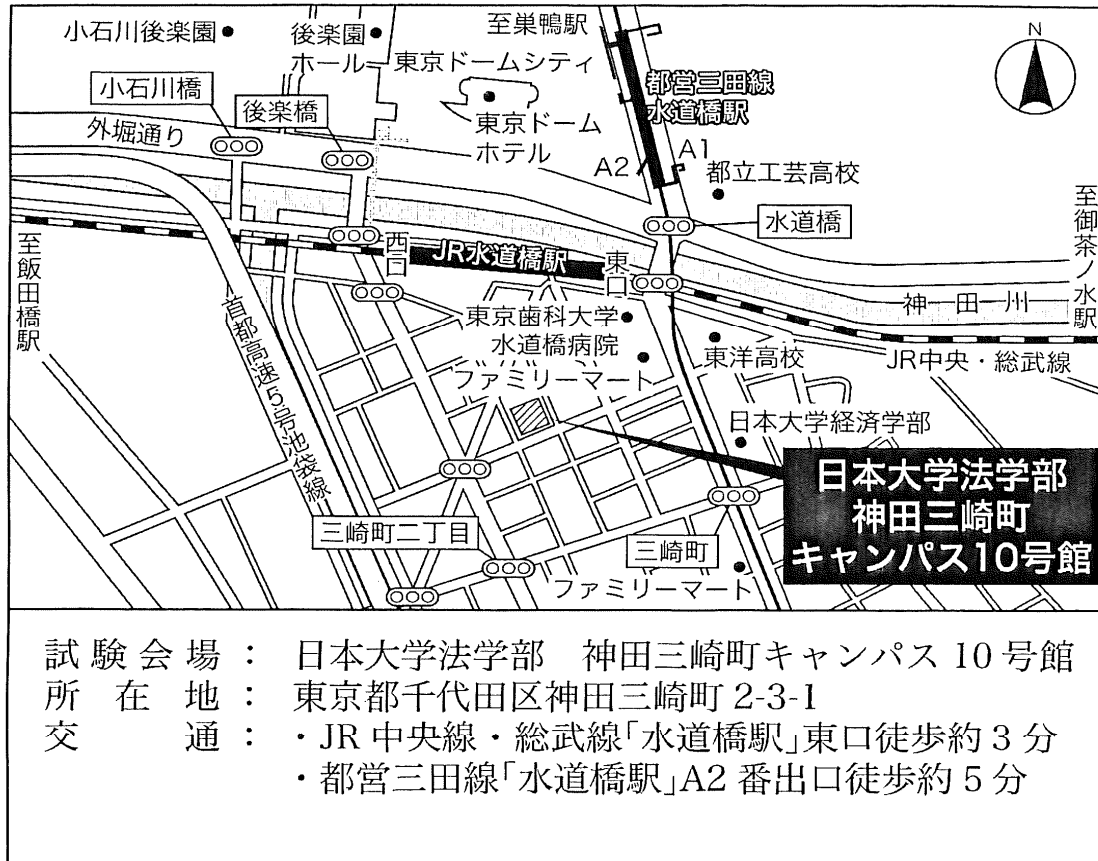 小石川後楽園
後楽園
ホール
至巣鴨駅
東京ドームシティ
N
小石川橋
後楽橋
都営三田線
水道橋駅
外堀通り
東京ドーム
ホテル
A2
A1
都立工芸高校
水道橋
至御茶ノ水駅
至飯田橋駅
西口
JR水道橋駅
東口
神田川
首都高速5号池袋線
東京歯科大学
水道橋病院
東洋高校
JR中央・総武線
ファミリーマート
日本大学経済学部
日本大学法学部
神田三崎町
キャンパス10号館
三崎町二丁目
三崎町
ファミリーマート
試験会場： 日本大学法学部 神田三崎町キャンパス 10 号館
所在地： 東京都千代田区神田三崎町 2-3-1
交通： ・JR 中央線・総武線「水道橋駅」東口徒歩約 3 分
・都営三田線「水道橋駅」A2 番出口徒歩約 5 分